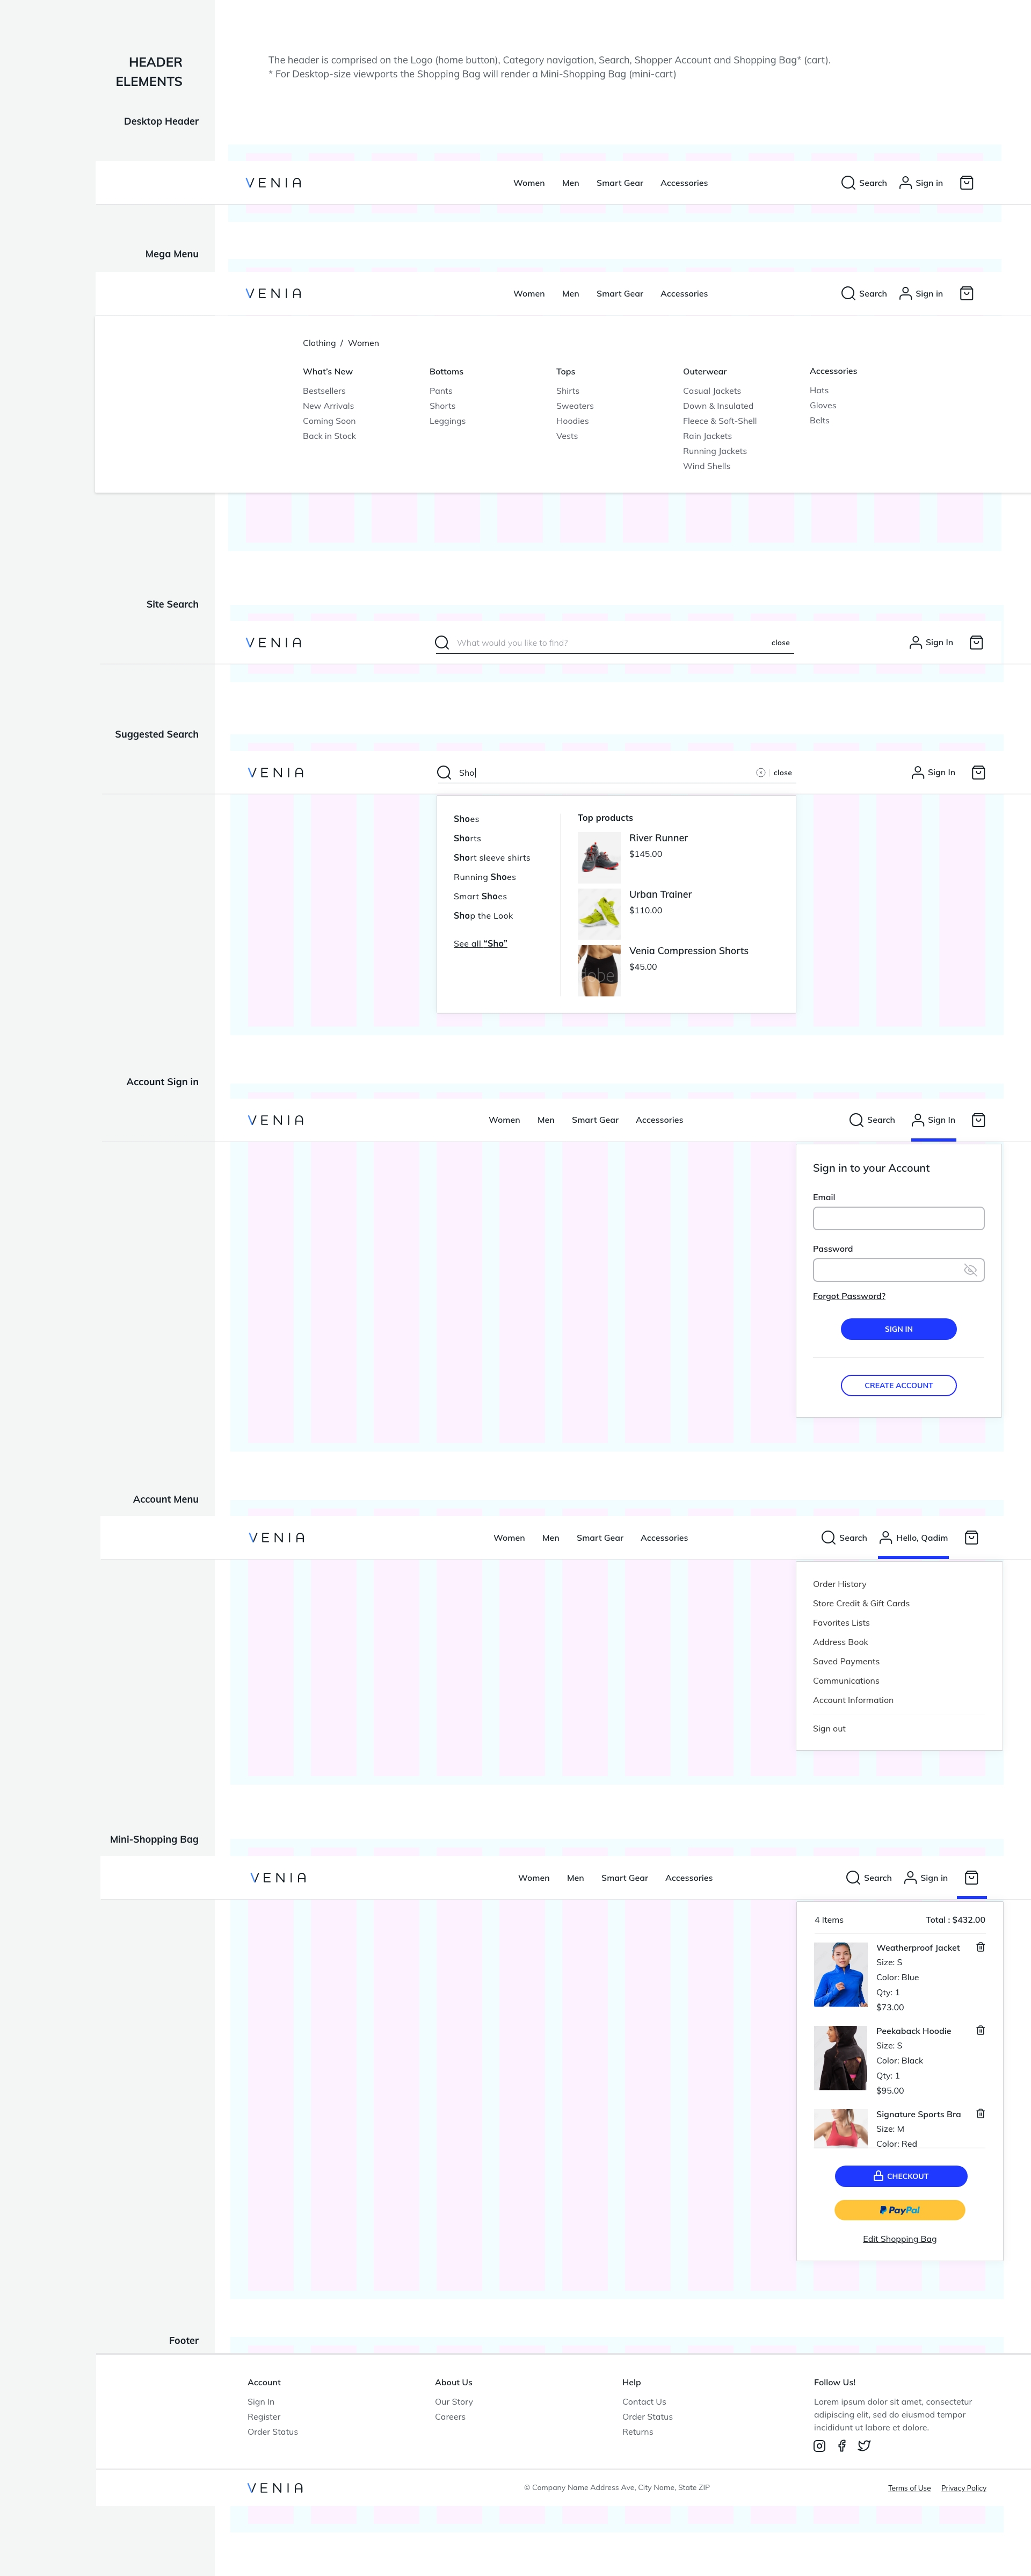 HEADER
ELEMENTS
The header is comprised on the Logo (home button), Category navigation, Search, Shopper Account and Shopping Bag* (cart).
* For Desktop-size viewports the Shopping Bag will render a Mini-Shopping Bag (mini-cart)
Desktop Header
VENIA Women Men Smart Gear Accessories Search Sign in
Mega Menu
VENIA Women Men Smart Gear Accessories Search Sign in
Clothing / Women
What's New
Bestsellers
New Arrivals
Coming Soon
Back in Stock
Bottoms
Pants
Shorts
Leggings
Tops
Shirts
Sweaters
Hoodies
Vests
Outerwear
Casual Jackets
Down & Insulated
Fleece & Soft-Shell
Rain Jackets
Running Jackets
Wind Shells
Accessories
Hats
Gloves
Belts
Site Search
VENIA What would you like to find? close Sign In
Suggested Search
VENIA Sho close Sign In
Shoes
Shorts
Short sleeve shirts
Running Shoes
Smart Shoes
Shop the Look
See all “Sho”
Top products
River Runner
$145.00
Urban Trainer
$110.00
Venia Compression Shorts
$45.00
Account Sign in
VENIA Women Men Smart Gear Accessories Search Sign In
Sign in to your Account
Email
Password
Forgot Password?
SIGN IN
CREATE ACCOUNT
Account Menu
VENIA Women Men Smart Gear Accessories Search Hello, Qadim
Order History
Store Credit & Gift Cards
Favorites Lists
Address Book
Saved Payments
Communications
Account Information
Sign out
Mini-Shopping Bag
VENIA Women Men Smart Gear Accessories Search Sign in
4 Items Total : $432.00
Weatherproof Jacket
Size: S
Color: Blue
Qty: 1
$73.00
Peekaback Hoodie
Size: S
Color: Black
Qty: 1
$95.00
Signature Sports Bra
Size: M
Color: Red
CHECKOUT
PayPal
Edit Shopping Bag
Footer
Account
Sign In
Register
Order Status
About Us
Our Story
Careers
Help
Contact Us
Order Status
Returns
Follow Us!
Lorem ipsum dolor sit amet, consectetur
adipiscing elit, sed do eiusmod tempor
incididunt ut labore et dolore.
VENIA © Company Name Address Ave, City Name, State ZIP Terms of Use Privacy Policy